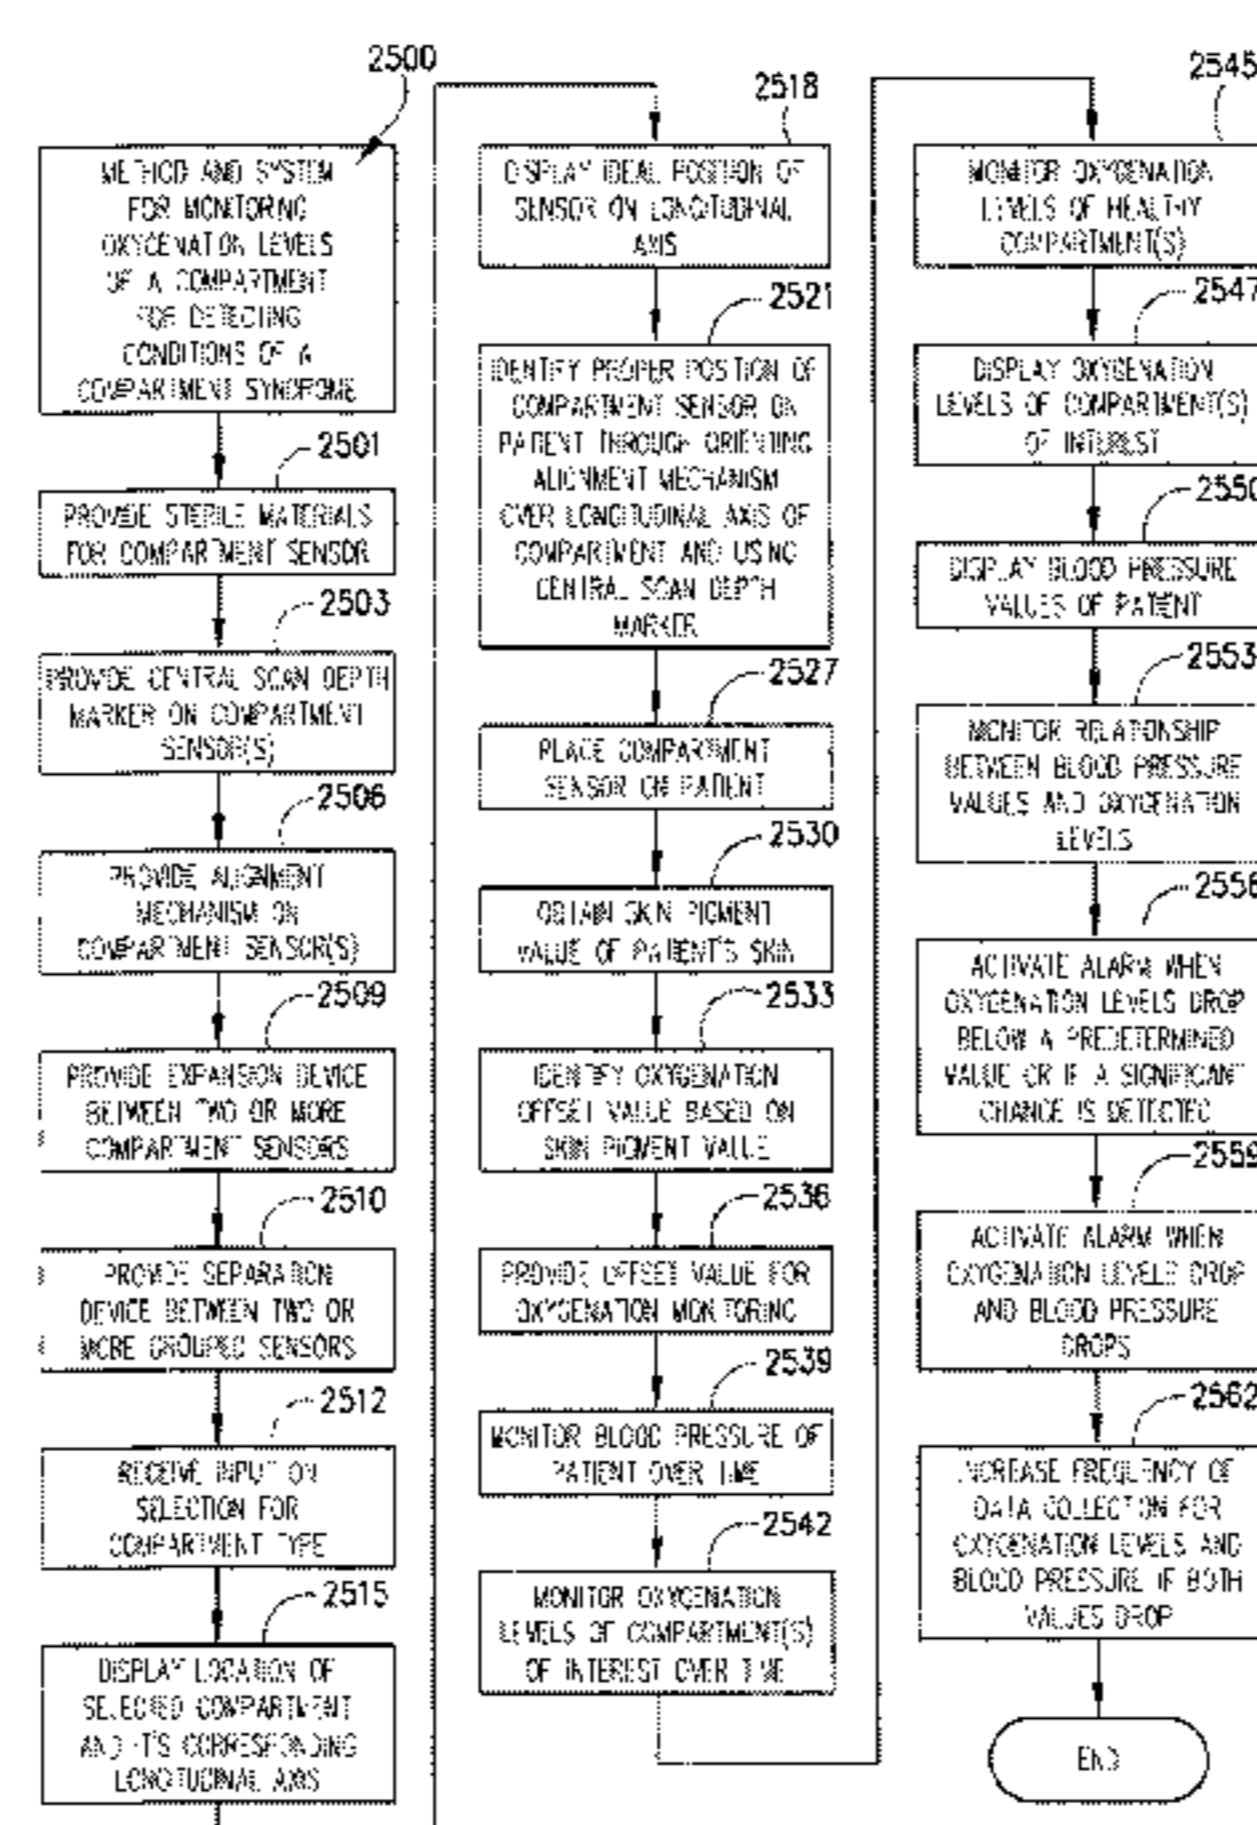 2500
METHOD AND SYSTEM
FOR MONITORING
OXYGENATION LEVELS
OF A COMPARTMENT
FOR DETECTING
CONDITIONS OF A
COMPARTMENT SYNDROME
2501
PROVIDE STERILE MATERIALS
FOR COMPARTMENT SENSOR
2503
PROVIDE CENTRAL SCAN DEPTH
MARKER ON COMPARTMENT
SENSOR(S)
2506
PROVIDE ALIGNMENT
MECHANISM ON
COMPARTMENT SENSOR(S)
2509
PROVIDE EXPANSION DEVICE
BETWEEN TWO OR MORE
COMPARTMENT SENSORS
2510
PROVIDE SEPARATION
DEVICE BETWEEN TWO OR
MORE GROUPED SENSORS
2512
RECEIVE INPUT ON
SELECTION FOR
COMPARTMENT TYPE
2515
DISPLAY LOCATION OF
SELECTED COMPARTMENT
AND IT'S CORRESPONDING
LONGITUDINAL AXIS
2518
DISPLAY IDEAL POSITION OF
SENSOR ON LONGITUDINAL
AXIS
2521
IDENTIFY PROPER POSITION OF
COMPARTMENT SENSOR ON
PATIENT THROUGH ORIENTING
ALIGNMENT MECHANISM
OVER LONGITUDINAL AXIS OF
COMPARTMENT AND USING
CENTRAL SCAN DEPTH
MARKER
2527
PLACE COMPARTMENT
SENSOR ON PATIENT
2530
OBTAIN SKIN PIGMENT
VALUE OF PATIENT'S SKIN
2533
IDENTIFY OXYGENATION
OFFSET VALUE BASED ON
SKIN PIGMENT VALUE
2536
PROVIDE OFFSET VALUE FOR
OXYGENATION MONITORING
2539
MONITOR BLOOD PRESSURE OF
PATIENT OVER TIME
2542
MONITOR OXYGENATION
LEVELS OF COMPARTMENT(S)
OF INTEREST OVER TIME
2545
MONITOR OXYGENATION
LEVELS OF HEALTHY
COMPARTMENT(S)
2547
DISPLAY OXYGENATION
LEVELS OF COMPARTMENT(S)
OF INTEREST
2550
DISPLAY BLOOD PRESSURE
VALUES OF PATIENT
2553
MONITOR RELATIONSHIP
BETWEEN BLOOD PRESSURE
VALUES AND OXYGENATION
LEVELS
2556
ACTIVATE ALARM WHEN
OXYGENATION LEVELS DROP
BELOW A PREDETERMINED
VALUE OR IF A SIGNIFICANT
CHANGE IS DETECTED
2559
ACTIVATE ALARM WHEN
OXYGENATION LEVELS DROP
AND BLOOD PRESSURE
DROPS
2562
INCREASE FREQUENCY OF
DATA COLLECTION FOR
OXYGENATION LEVELS AND
BLOOD PRESSURE IF BOTH
VALUES DROP
END